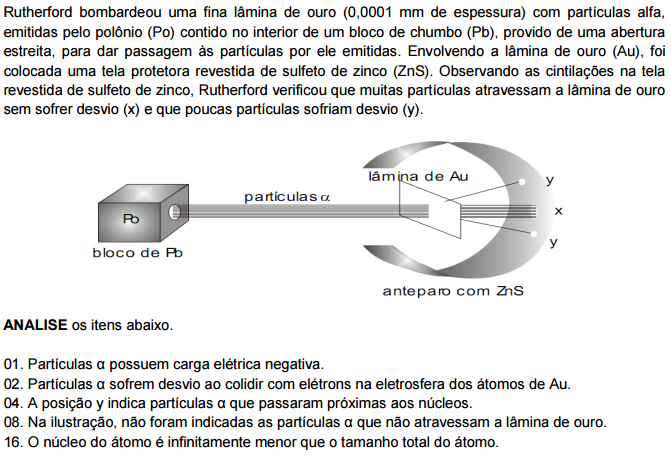 Rutherford bombardeou uma fina lâmina de ouro (0,0001 mm de espessura) com partículas alfa,
emitidas pelo polônio (Po) contido no interior de um bloco de chumbo (Pb), provido de uma abertura
estreita, para dar passagem às partículas por ele emitidas. Envolvendo a lâmina de ouro (Au), foi
colocada uma tela protetora revestida de sulfeto de zinco (ZnS). Observando as cintilações na tela
revestida de sulfeto de zinco, Rutherford verificou que muitas partículas atravessam a lâmina de ouro
sem sofrer desvio (x) e que poucas partículas sofriam desvio (y).
lâmina de Au
y
partículas α
Po
x
y
bloco de Pb
anteparo com ZnS
ANALISE os itens abaixo.
01. Partículas α possuem carga elétrica negativa.
02. Partículas α sofrem desvio ao colidir com elétrons na eletrosfera dos átomos de Au.
04. A posição y indica partículas α que passaram próximas aos núcleos.
08. Na ilustração, não foram indicadas as partículas α que não atravessam a lâmina de ouro.
16. O núcleo do átomo é infinitamente menor que o tamanho total do átomo.